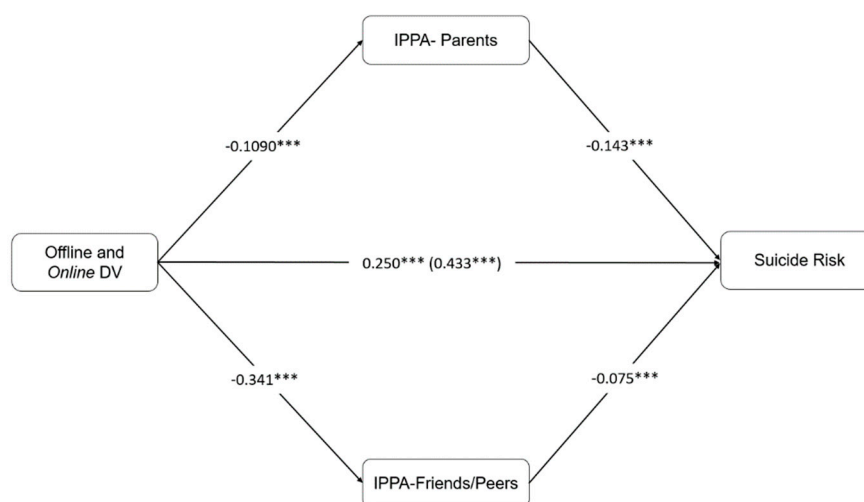 IPPA- Parents
-0.1090***
-0.143***
Offline and
Online DV
0.250*** (0.433***)
Suicide Risk
-0.341***
-0.075***
IPPA-Friends/Peers